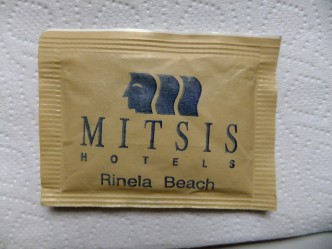 MITSIS
HOTELS
Rinela Beach